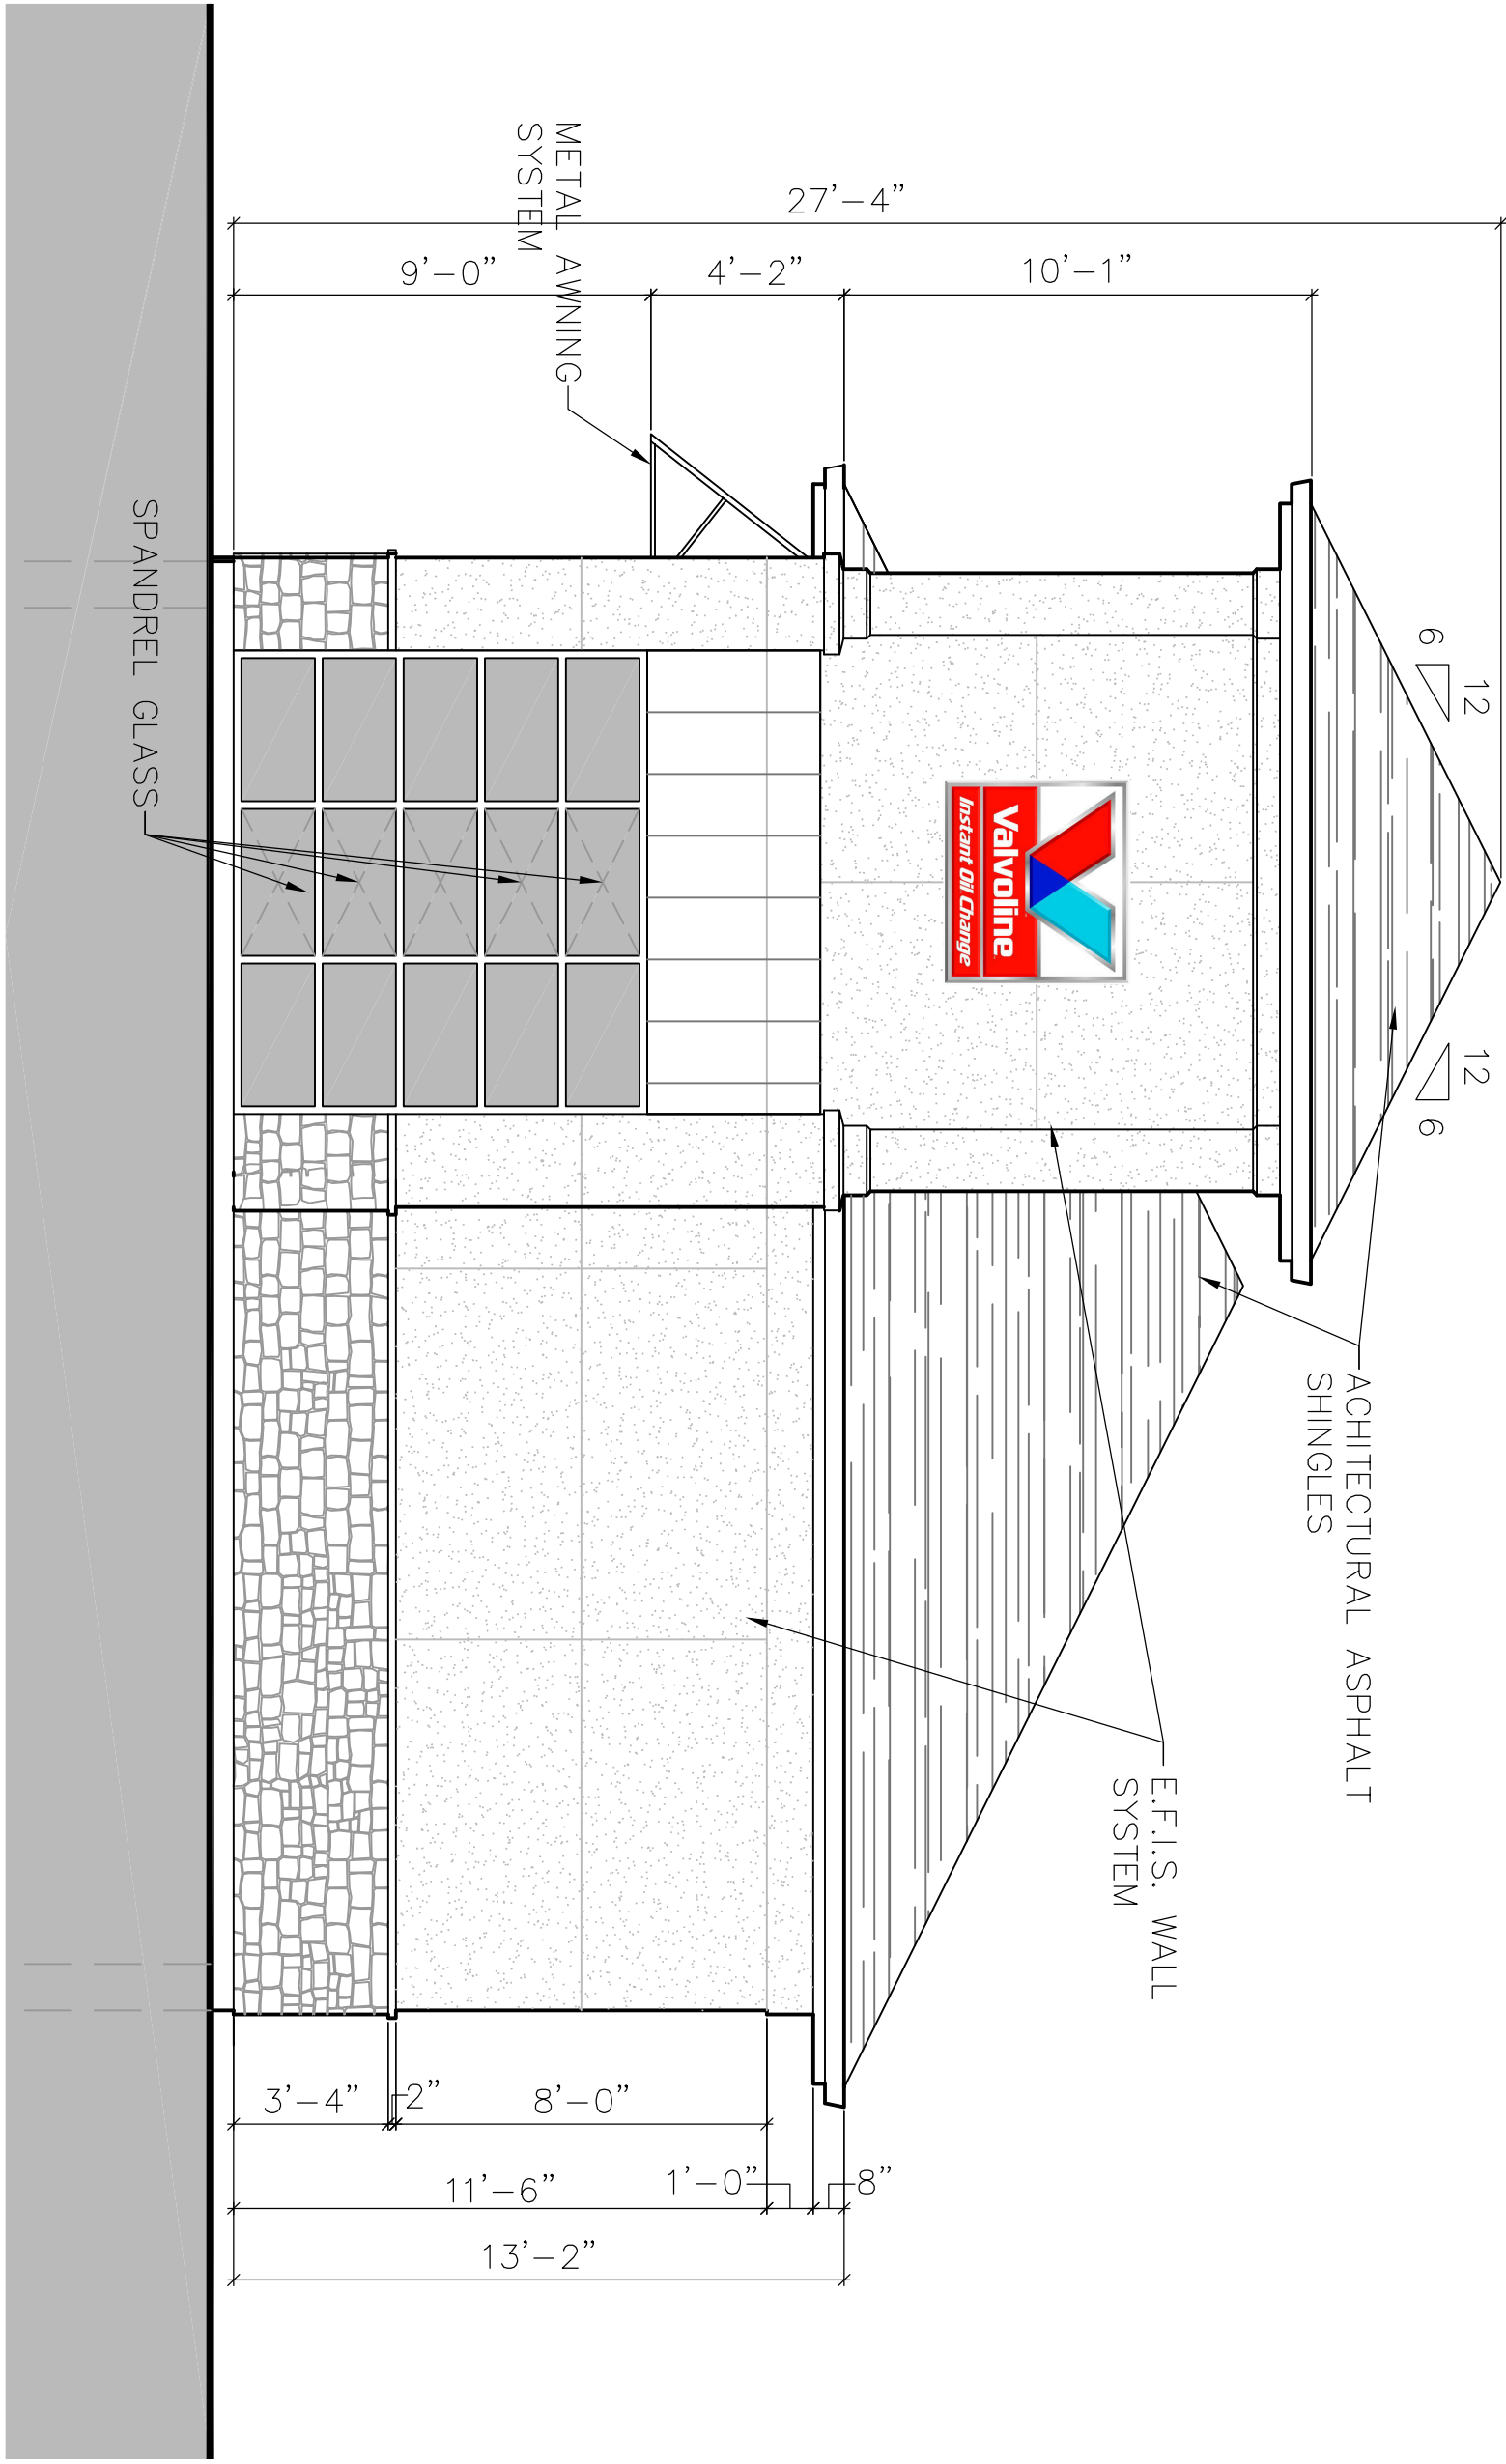 12
6
12
6
ACHITECTURAL ASPHALT
SHINGLES
E.F.I.S. WALL
SYSTEM
Valvoline
Instant Oil Change
METAL AWNING
SYSTEM
SPANDREL GLASS
27'-4"
10'-1"
4'-2"
9'-0"
8"
1'-0"
8'-0"
2"
3'-4"
11'-6"
13'-2"